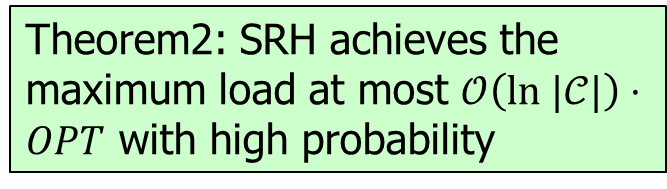 Theorem2: SRH achieves the
maximum load at most 𝒪(ln |𝒞|) ·
𝑂𝑃𝑇 with high probability